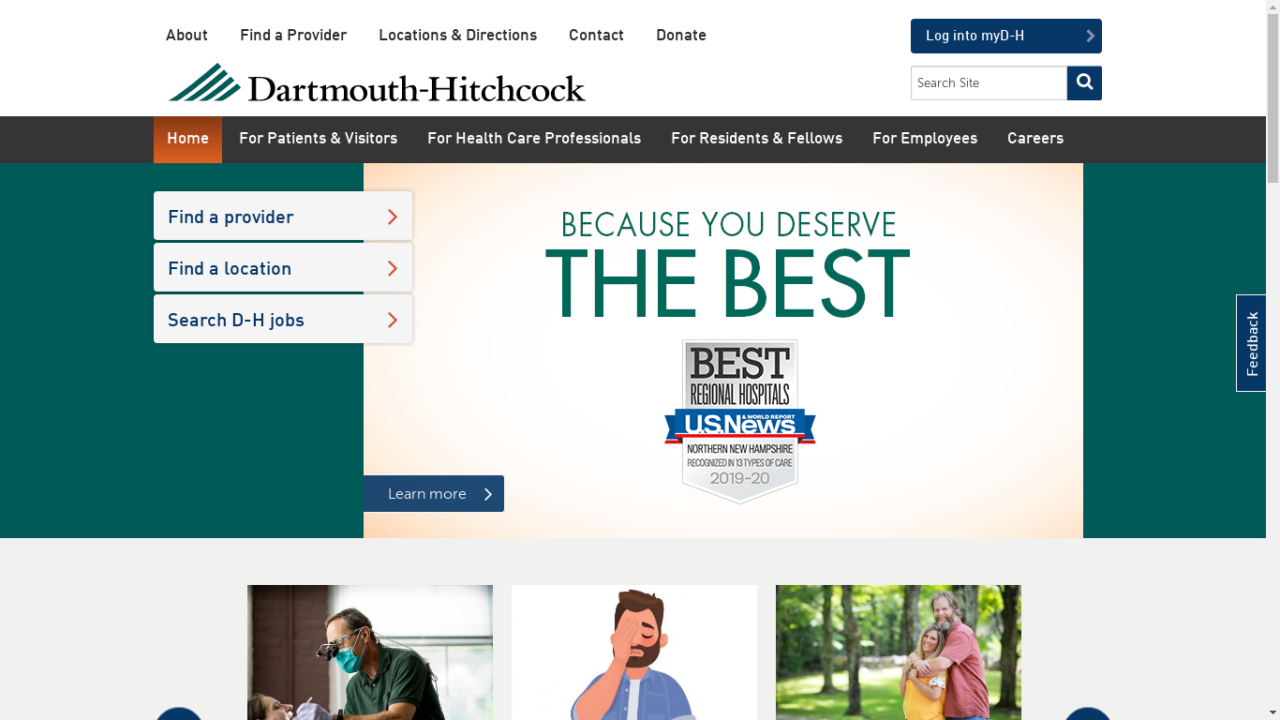 About Find a Provider Locations & Directions Contact Donate
Log into myD-H
Dartmouth-Hitchcock
Search Site
Home For Patients & Visitors For Health Care Professionals For Residents & Fellows For Employees Careers
Find a provider
Find a location
Search D-H jobs
BECAUSE YOU DESERVE
THE BEST
BEST
REGIONAL HOSPITALS
U.S. News & WORLD REPORT
NORTHERN NEW HAMPSHIRE
RECOGNIZED IN 13 TYPES OF CARE
2019-20
Learn more
Feedback